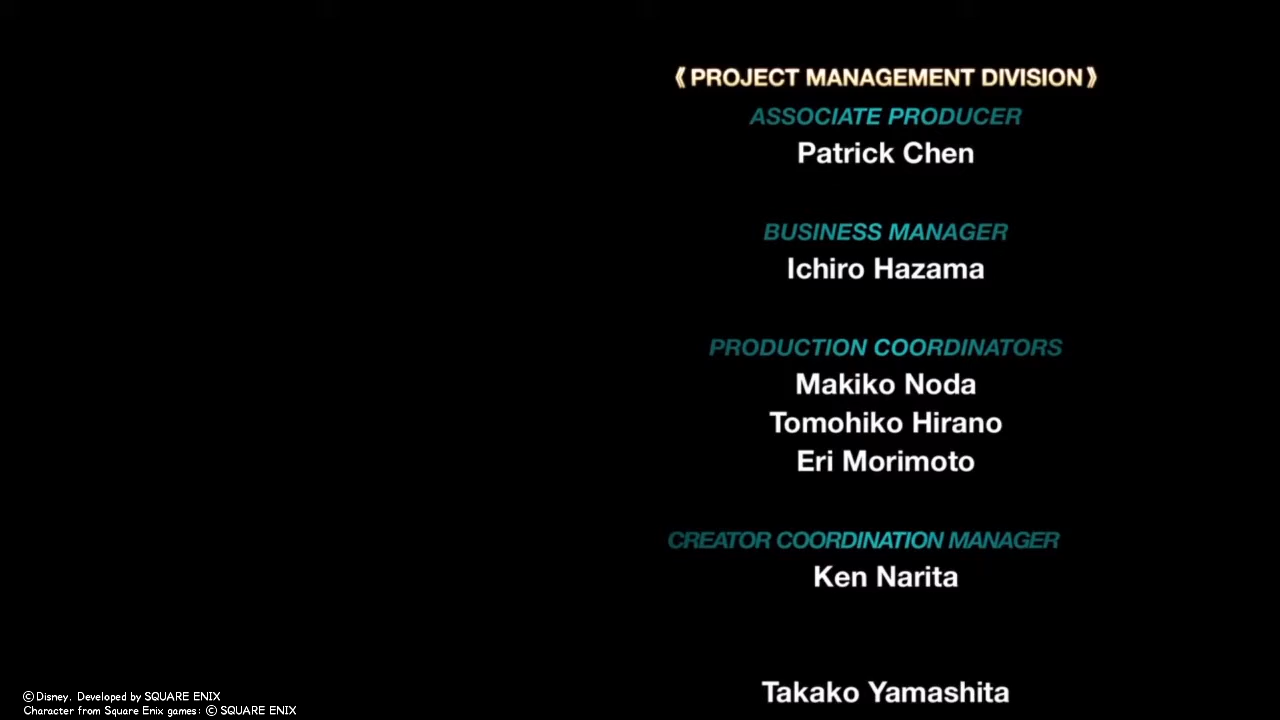 《PROJECT MANAGEMENT DIVISION》
ASSOCIATE PRODUCER
Patrick Chen
BUSINESS MANAGER
Ichiro Hazama
PRODUCTION COORDINATORS
Makiko Noda
Tomohiko Hirano
Eri Morimoto
CREATOR COORDINATION MANAGER
Ken Narita
Takako Yamashita
©Disney. Developed by SQUARE ENIX
Character from Square Enix games: © SQUARE ENIX